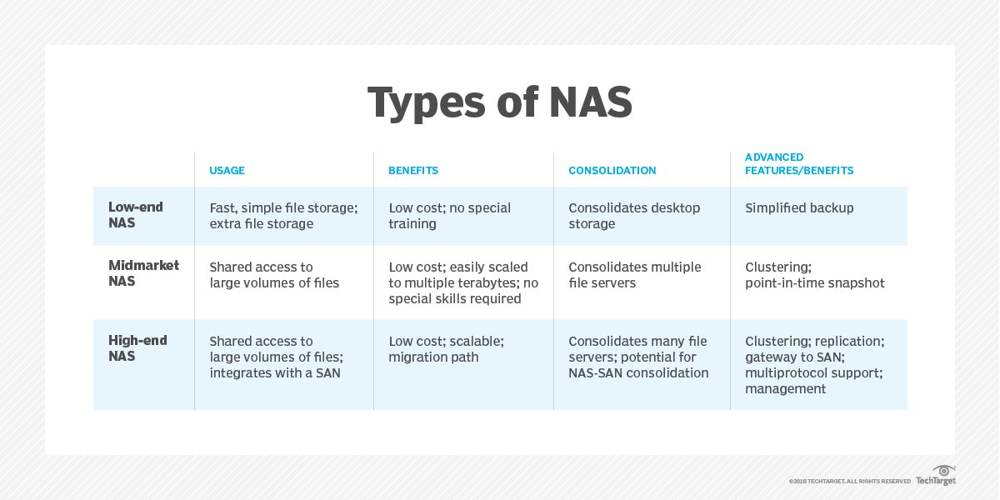 Types of NAS
USAGE
BENEFITS
CONSOLIDATION
ADVANCED
FEATURES/BENEFITS
Low-end
NAS
Fast, simple file storage;
extra file storage
Low cost; no special
training
Consolidates desktop
storage
Simplified backup
Midmarket
NAS
Shared access to
large volumes of files
Low cost; easily scaled
to multiple terabytes; no
special skills required
Consolidates multiple
file servers
Clustering;
point-in-time snapshot
High-end
NAS
Shared access to
large volumes of files;
integrates with a SAN
Low cost; scalable;
migration path
Consolidates many file
servers; potential for
NAS-SAN consolidation
Clustering; replication;
gateway to SAN;
multiprotocol support;
management
©2018 TECHTARGET. ALL RIGHTS RESERVED
TechTarget